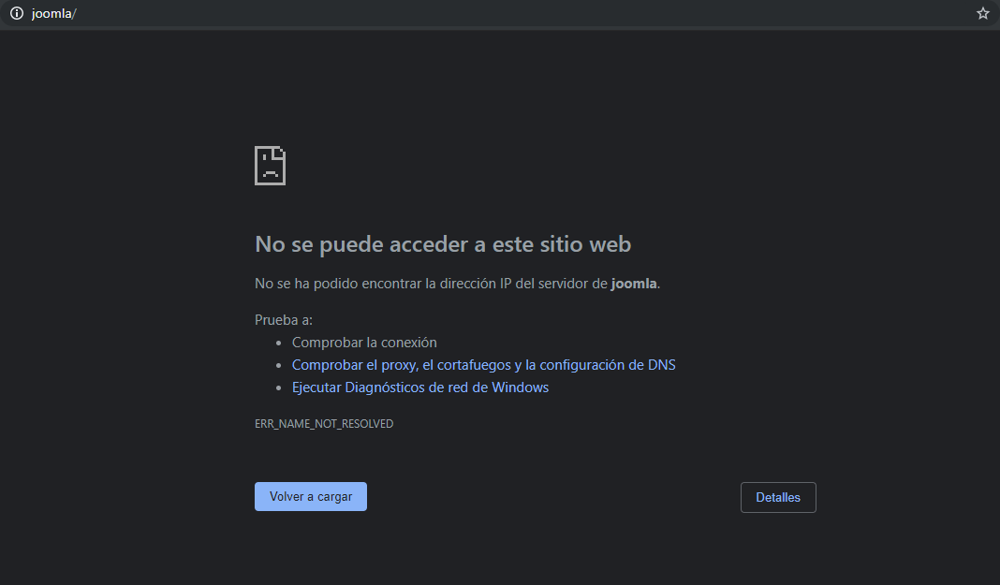 joomla/
No se puede acceder a este sitio web
No se ha podido encontrar la dirección IP del servidor de joomla.
Prueba a:
• Comprobar la conexión
• Comprobar el proxy, el cortafuegos y la configuración de DNS
• Ejecutar Diagnósticos de red de Windows
ERR_NAME_NOT_RESOLVED
Volver a cargar
Detalles